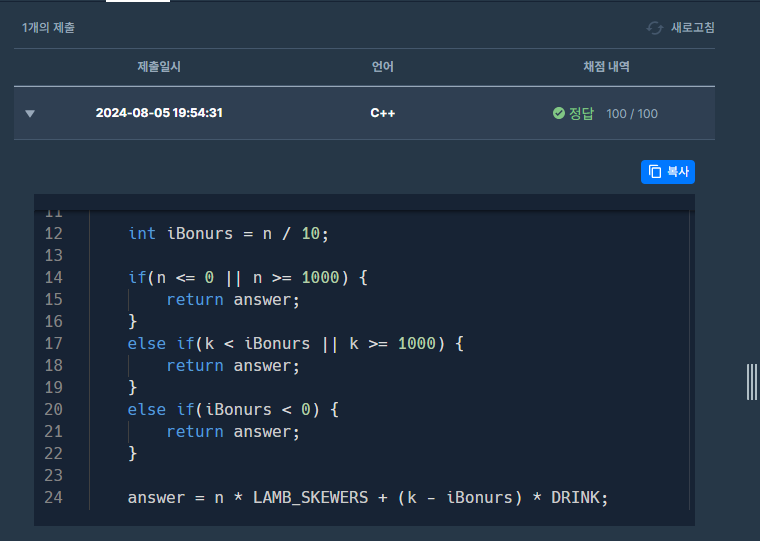 1개의 제출
새로고침
제출일시 언어 채점 내역
2024-08-05 19:54:31 C++ 정답 100 / 100
복사
11
12 int iBonurs = n / 10;
13
14 if(n <= 0 || n >= 1000) {
15 return answer;
16 }
17 else if(k < iBonurs || k >= 1000) {
18 return answer;
19 }
20 else if(iBonurs < 0) {
21 return answer;
22 }
23
24 answer = n * LAMB_SKEWERS + (k - iBonurs) * DRINK;